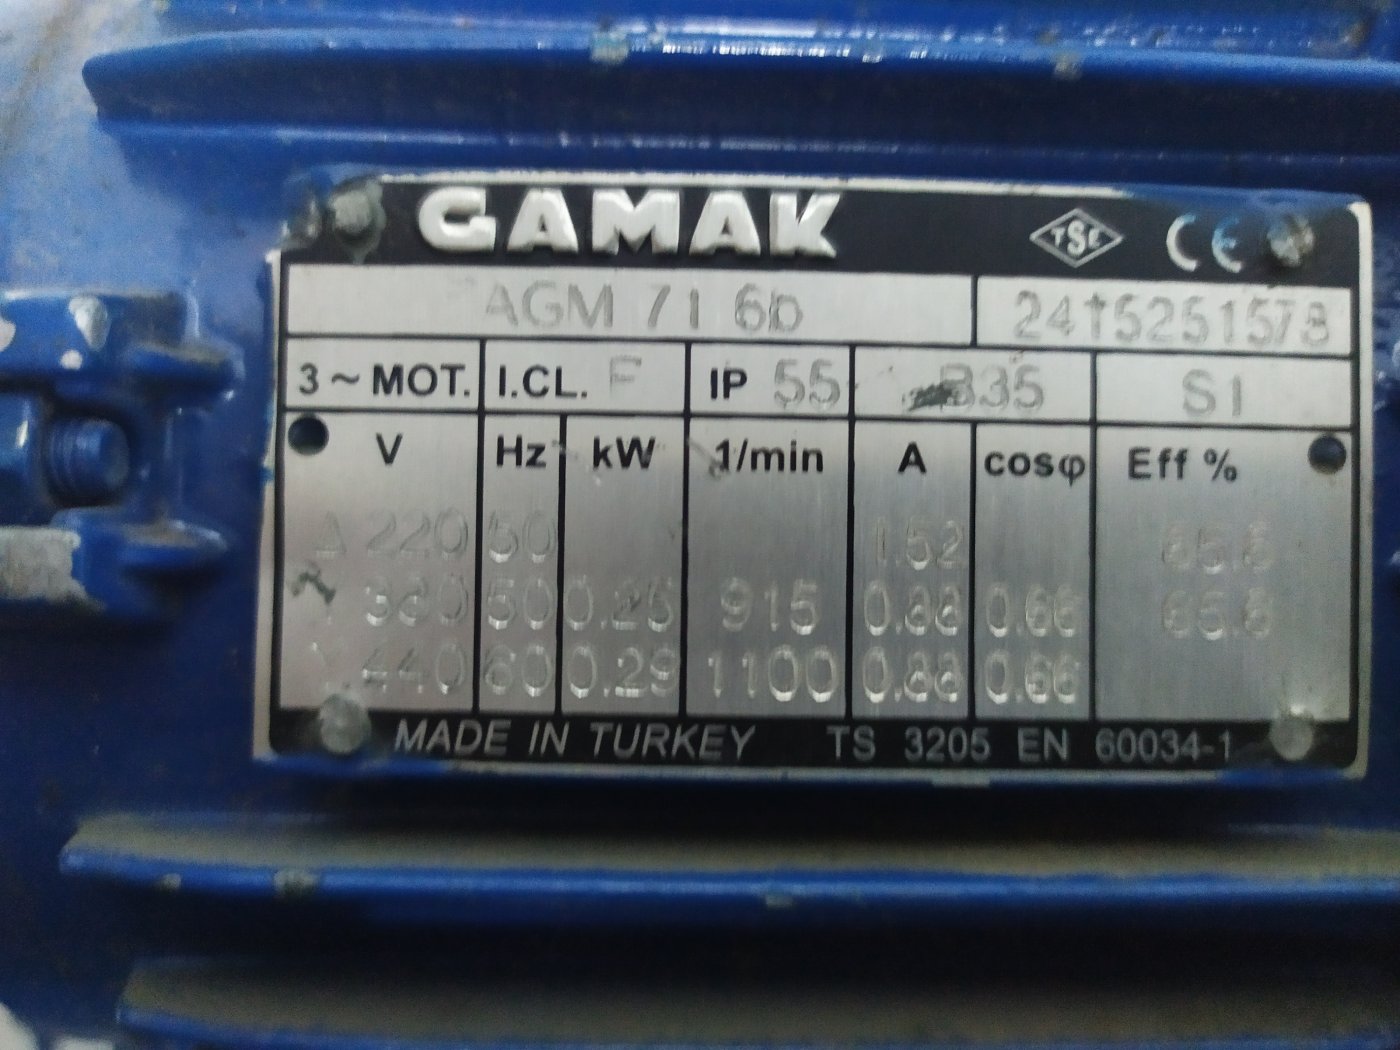 GAMAK TSE CE
AGM 71 6b 2415251578
3 ~ MOT. I.CL. F IP 55 B35 S1
V Hz kW 1/min A cosφ Eff %
Δ 220 50 1.52 65.6
Y 380 50 0.25 915 0.88 0.66 65.6
Y 440 60 0.29 1100 0.88 0.66
MADE IN TURKEY TS 3205 EN 60034-1